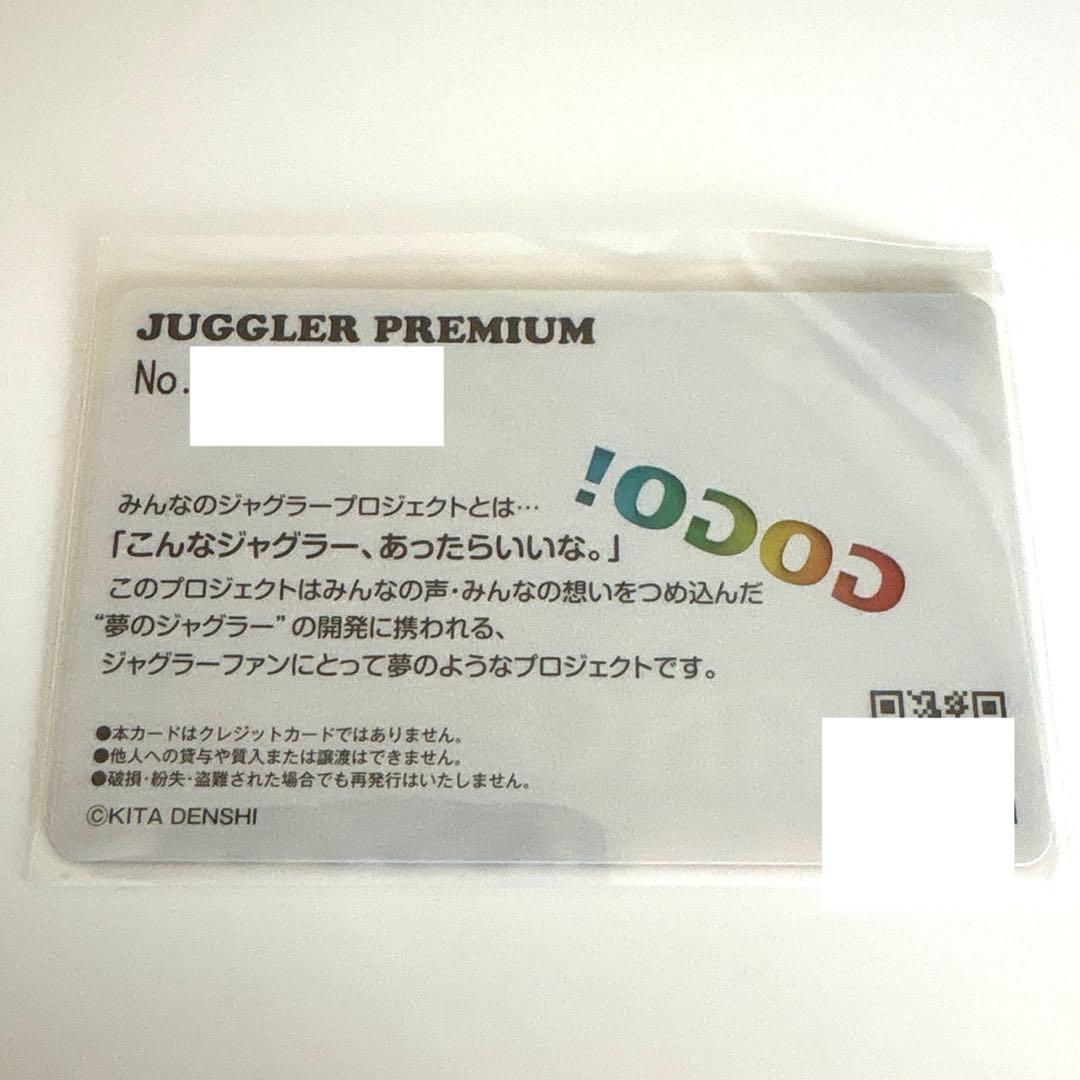 JUGGLER PREMIUM
No.
GOGO!
みんなのジャグラープロジェクトとは…
「こんなジャグラー、あったらいいな。」
このプロジェクトはみんなの声・みんなの想いをつめ込んだ
“夢のジャグラー”の開発に携われる、
ジャグラーファンにとって夢のようなプロジェクトです。
●本カードはクレジットカードではありません。
●他人への貸与や質入または譲渡はできません。
●破損・紛失・盗難された場合でも再発行はいたしません。
©KITA DENSHI